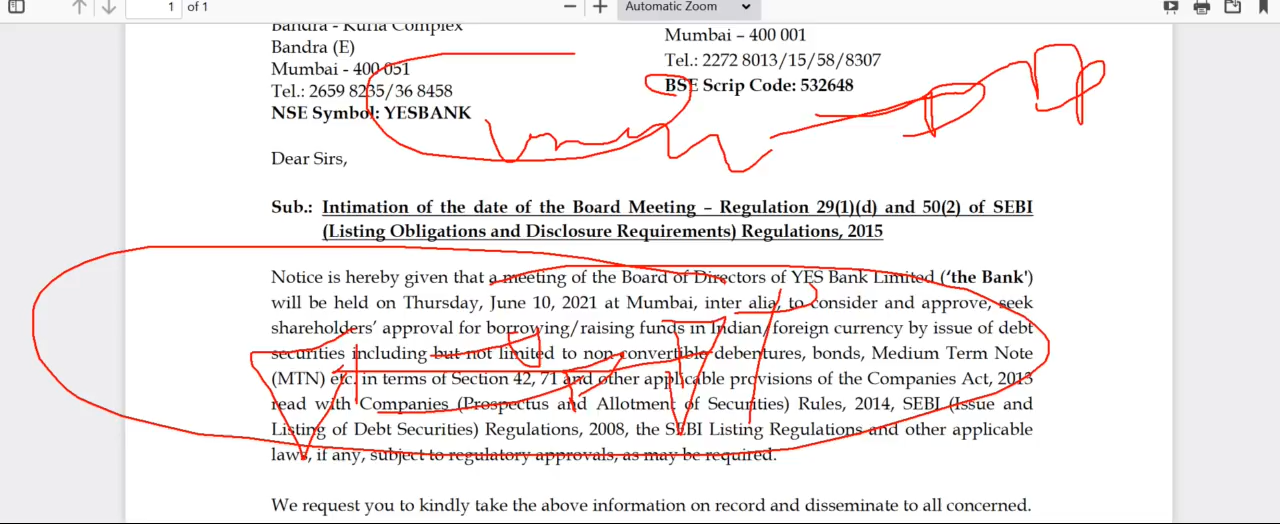 1 of 1 Automatic Zoom
Bandra - Kurla Complex
Bandra (E)
Mumbai - 400 051
Tel.: 2659 8235/36 8458
NSE Symbol: YESBANK
Mumbai – 400 001
Tel.: 2272 8013/15/58/8307
BSE Scrip Code: 532648
Dear Sirs,
Sub.: Intimation of the date of the Board Meeting – Regulation 29(1)(d) and 50(2) of SEBI
(Listing Obligations and Disclosure Requirements) Regulations, 2015
Notice is hereby given that a meeting of the Board of Directors of YES Bank Limited (‘the Bank')
will be held on Thursday, June 10, 2021 at Mumbai, inter alia, to consider and approve, seek
shareholders’ approval for borrowing/raising funds in Indian/foreign currency by issue of debt
securities including but not limited to non-convertible debentures, bonds, Medium Term Note
(MTN) etc. in terms of Section 42, 71 and other applicable provisions of the Companies Act, 2013
read with Companies (Prospectus and Allotment of Securities) Rules, 2014, SEBI (Issue and
Listing of Debt Securities) Regulations, 2008, the SEBI Listing Regulations and other applicable
laws, if any, subject to regulatory approvals, as may be required.
We request you to kindly take the above information on record and disseminate to all concerned.